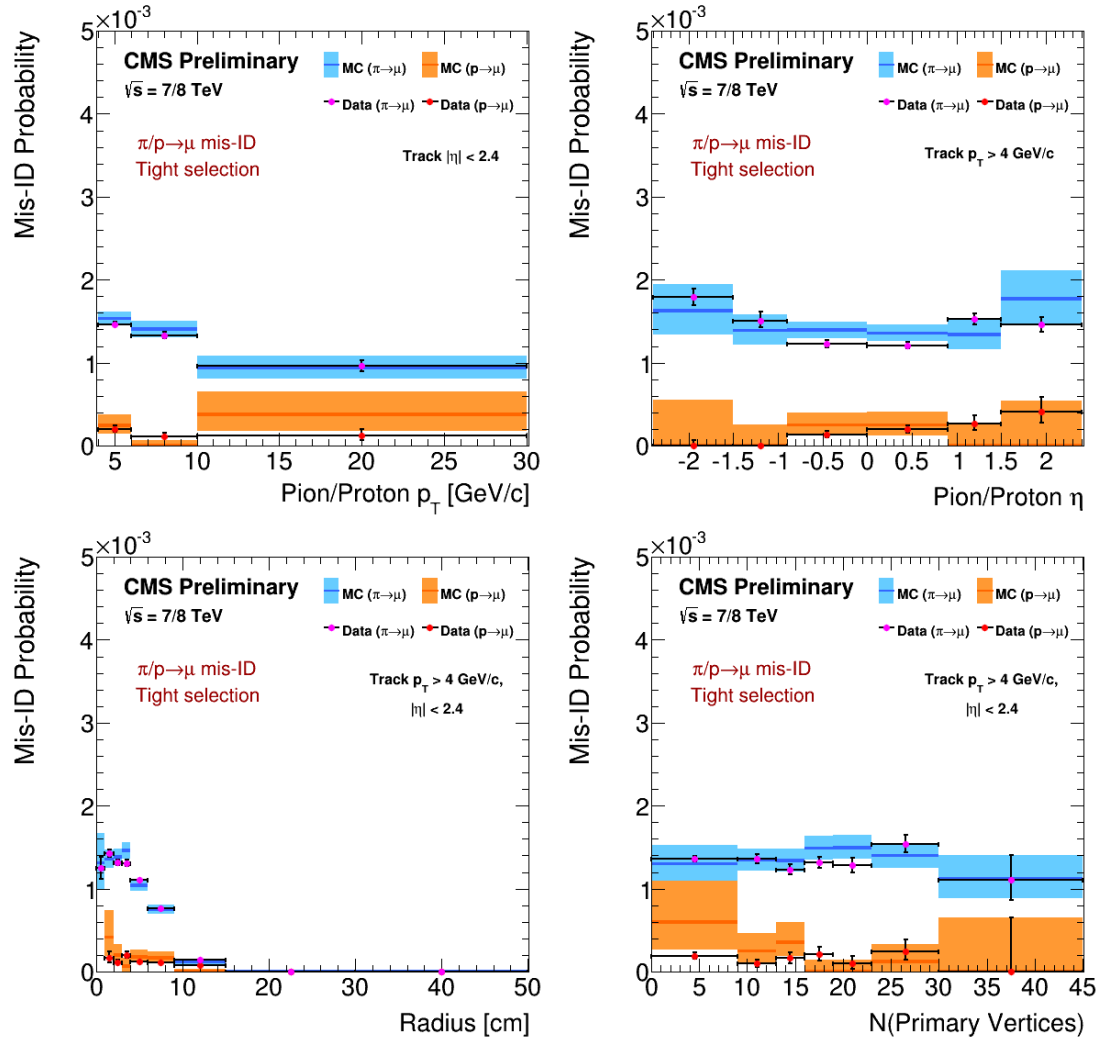 ×10⁻³
Mis-ID Probability
CMS Preliminary
√s = 7/8 TeV
MC (π→μ)
MC (p→μ)
Data (π→μ)
Data (p→μ)
π/p→μ mis-ID
Tight selection
Track |η| < 2.4
5
4
3
2
1
0
5 10 15 20 25 30
Pion/Proton p_T [GeV/c]
×10⁻³
Mis-ID Probability
CMS Preliminary
√s = 7/8 TeV
MC (π→μ)
MC (p→μ)
Data (π→μ)
Data (p→μ)
π/p→μ mis-ID
Tight selection
Track p_T > 4 GeV/c
5
4
3
2
1
0
-2 -1.5 -1 -0.5 0 0.5 1 1.5 2
Pion/Proton η
×10⁻³
Mis-ID Probability
CMS Preliminary
√s = 7/8 TeV
MC (π→μ)
MC (p→μ)
Data (π→μ)
Data (p→μ)
π/p→μ mis-ID
Tight selection
Track p_T > 4 GeV/c,
|η| < 2.4
5
4
3
2
1
0
0 10 20 30 40 50
Radius [cm]
×10⁻³
Mis-ID Probability
CMS Preliminary
√s = 7/8 TeV
MC (π→μ)
MC (p→μ)
Data (π→μ)
Data (p→μ)
π/p→μ mis-ID
Tight selection
Track p_T > 4 GeV/c,
|η| < 2.4
5
4
3
2
1
0
0 5 10 15 20 25 30 35 40 45
N(Primary Vertices)